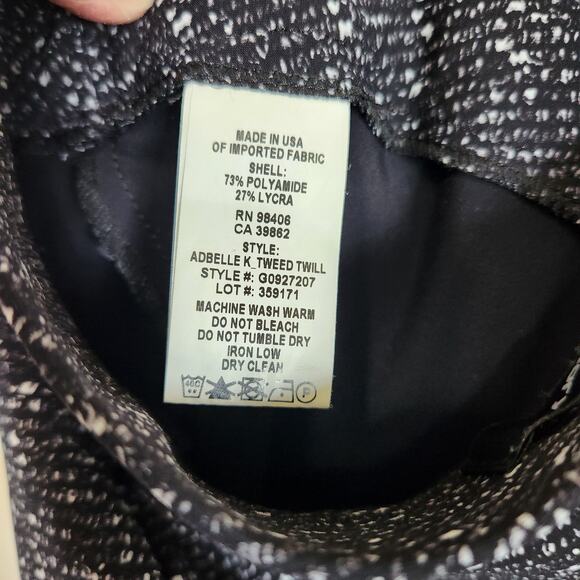 MADE IN USA
OF IMPORTED FABRIC
SHELL:
73% POLYAMIDE
27% LYCRA
RN 98406
CA 39862
STYLE:
ADBELLE K_TWEED TWILL
STYLE #: G0927207
LOT #: 359171
MACHINE WASH WARM
DO NOT BLEACH
DO NOT TUMBLE DRY
IRON LOW
DRY CLEAN
40C P